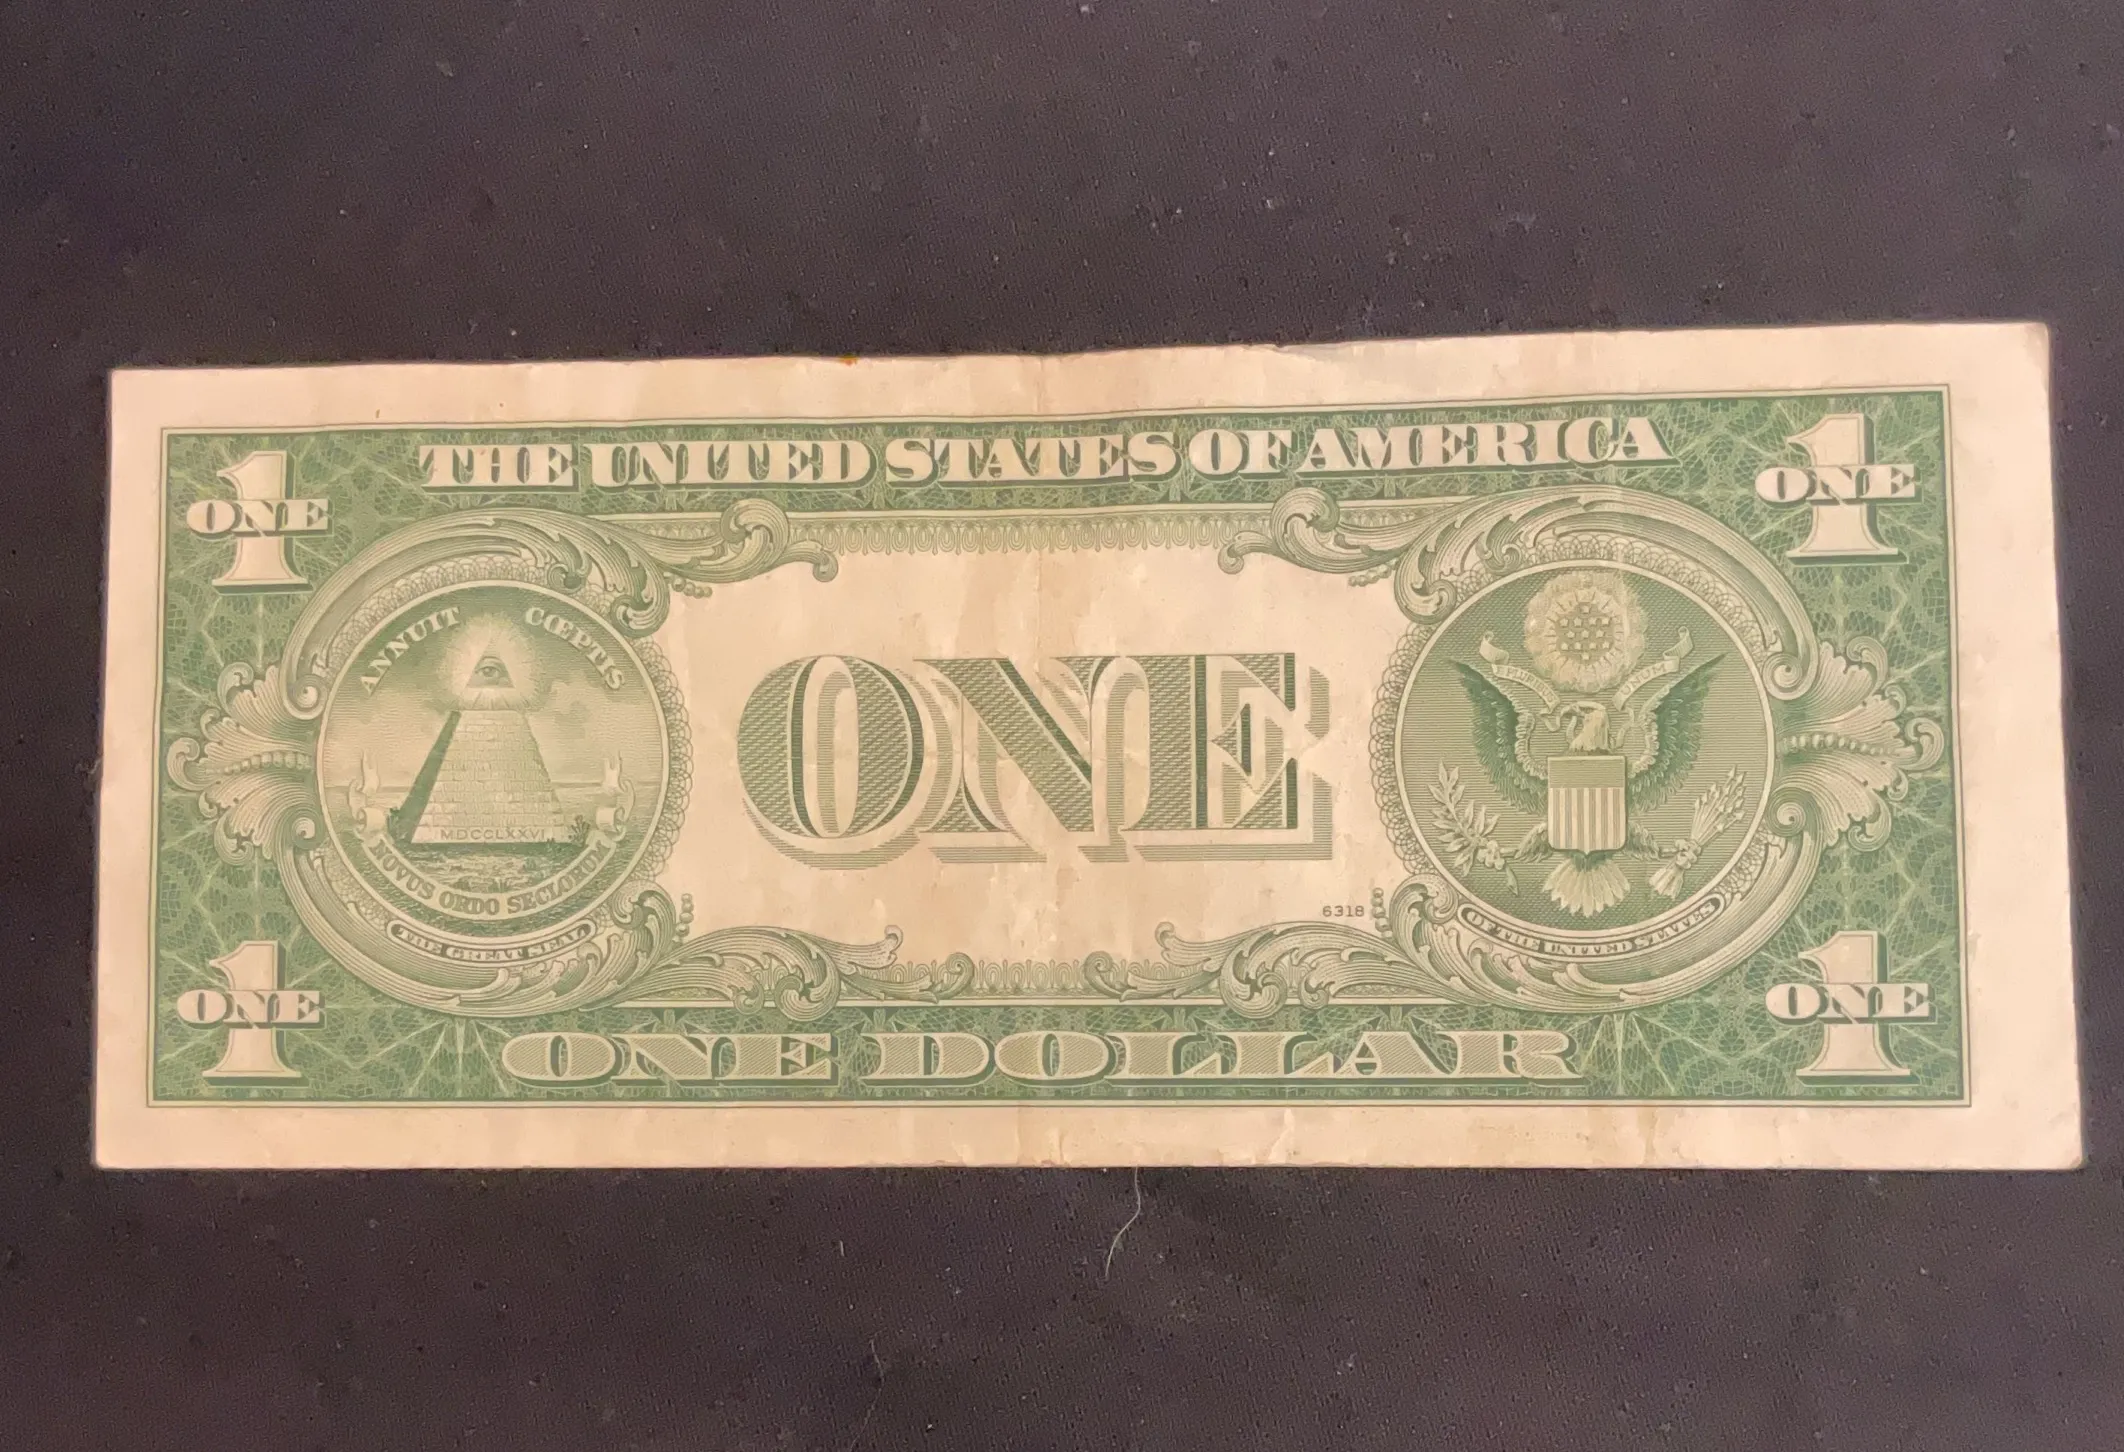 THE UNITED STATES OF AMERICA
1
ONE
1
ONE
ANNUIT CŒPTIS
MDCCLXXVI
NOVUS ORDO SECLORUM
THE GREAT SEAL
ONE
6318
E PLURIBUS UNUM
OF THE UNITED STATES
1
ONE
1
ONE
ONE DOLLAR